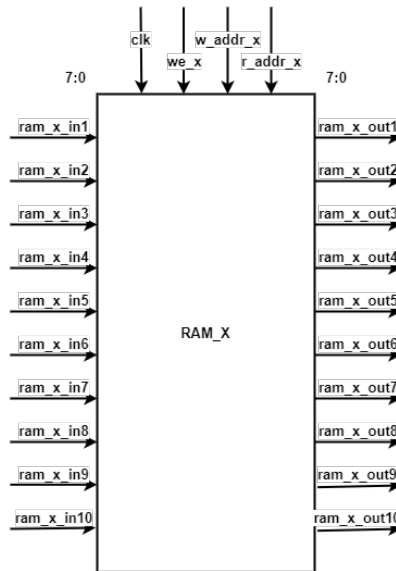 clk
w_addr_x
we_x
r_addr_x
7:0
7:0
ram_x_in1
ram_x_out1
ram_x_in2
ram_x_out2
ram_x_in3
ram_x_out3
ram_x_in4
ram_x_out4
ram_x_in5
ram_x_out5
RAM_X
ram_x_in6
ram_x_out6
ram_x_in7
ram_x_out7
ram_x_in8
ram_x_out8
ram_x_in9
ram_x_out9
ram_x_in10
ram_x_out10